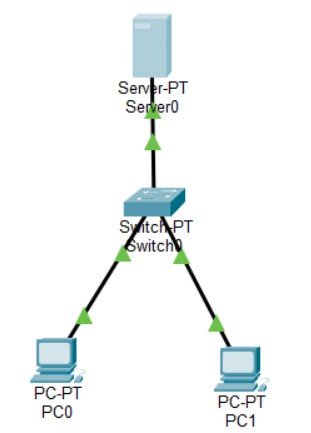 Server-PT
Server0
Switch-PT
Switch0
PC-PT
PC0
PC-PT
PC1